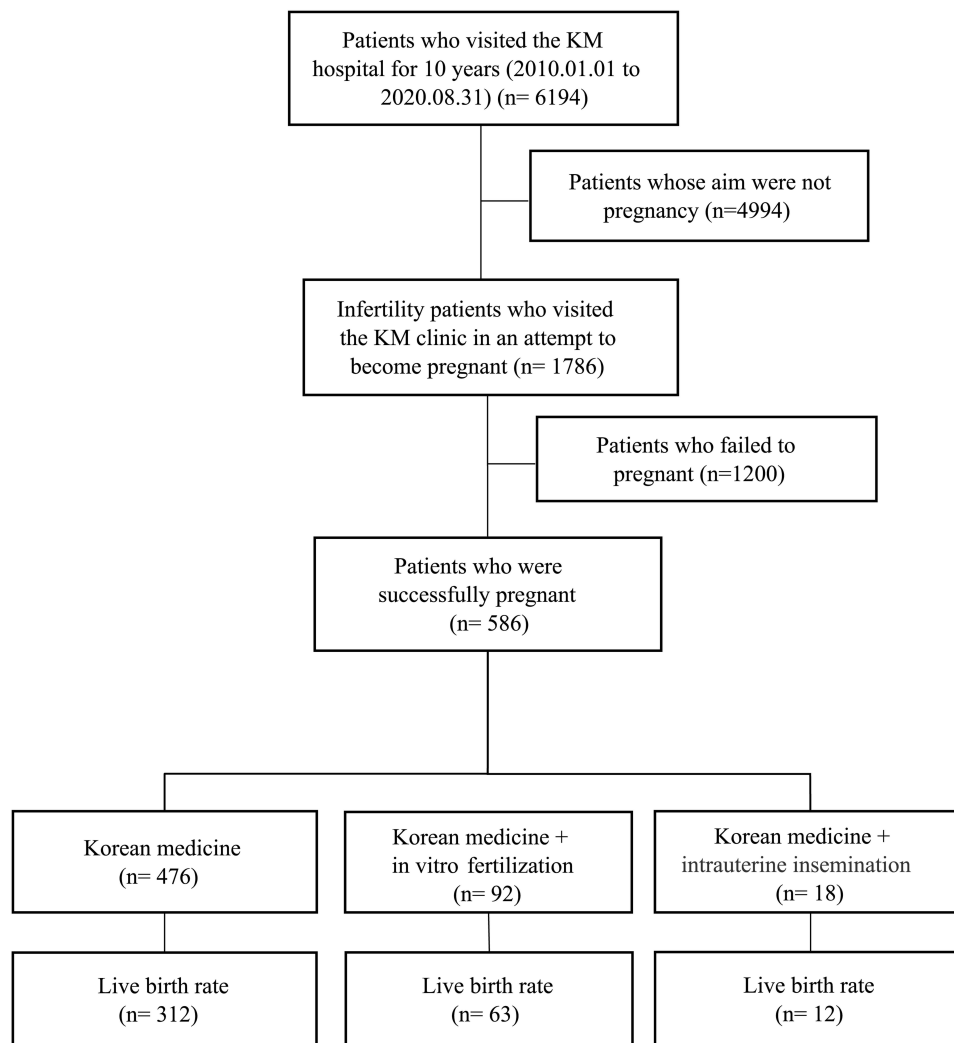 Patients who visited the KM
hospital for 10 years (2010.01.01 to
2020.08.31) (n= 6194)
Patients whose aim were not
pregnancy (n=4994)
Infertility patients who visited
the KM clinic in an attempt to
become pregnant (n= 1786)
Patients who failed to
pregnant (n=1200)
Patients who were
successfully pregnant
(n= 586)
Korean medicine
(n= 476)
Korean medicine +
in vitro fertilization
(n= 92)
Korean medicine +
intrauterine insemination
(n= 18)
Live birth rate
(n= 312)
Live birth rate
(n= 63)
Live birth rate
(n= 12)